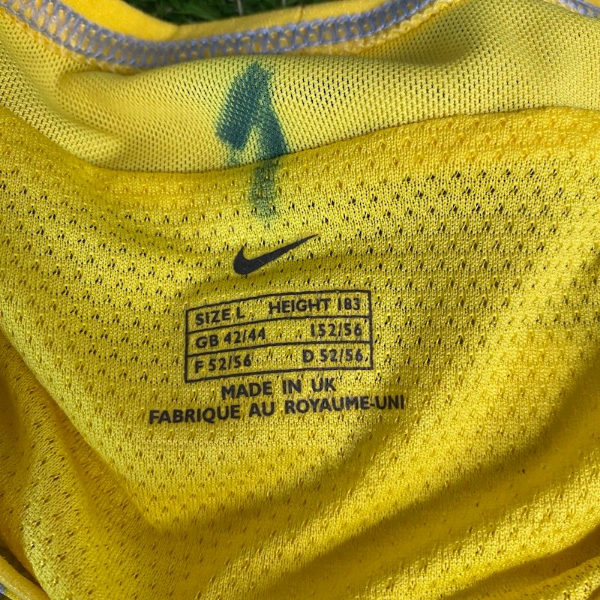 1
SIZE L HEIGHT 183
GB 42/44 I 52/56
F 52/56 D 52/56
MADE IN UK
FABRIQUE AU ROYAUME-UNI